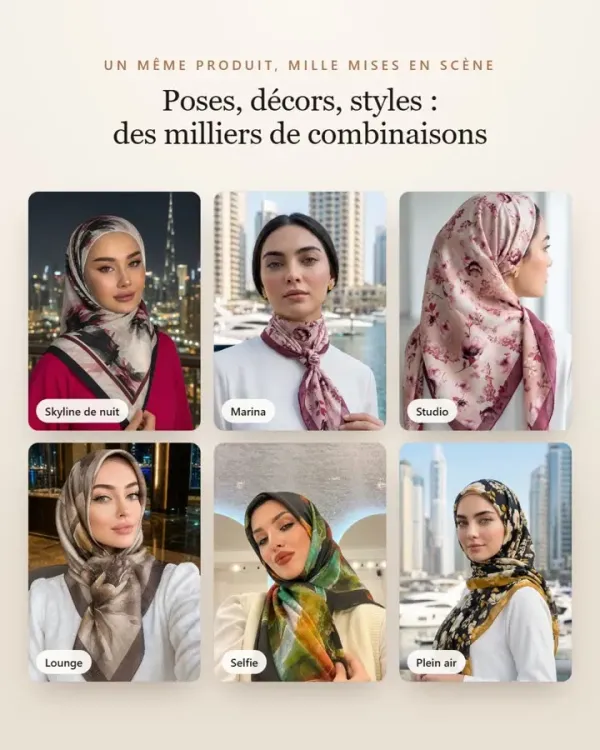 UN MÊME PRODUIT, MILLE MISES EN SCÈNE
Poses, décors, styles :
des milliers de combinaisons
Skyline de nuit
Marina
Studio
Lounge
Selfie
Plein air